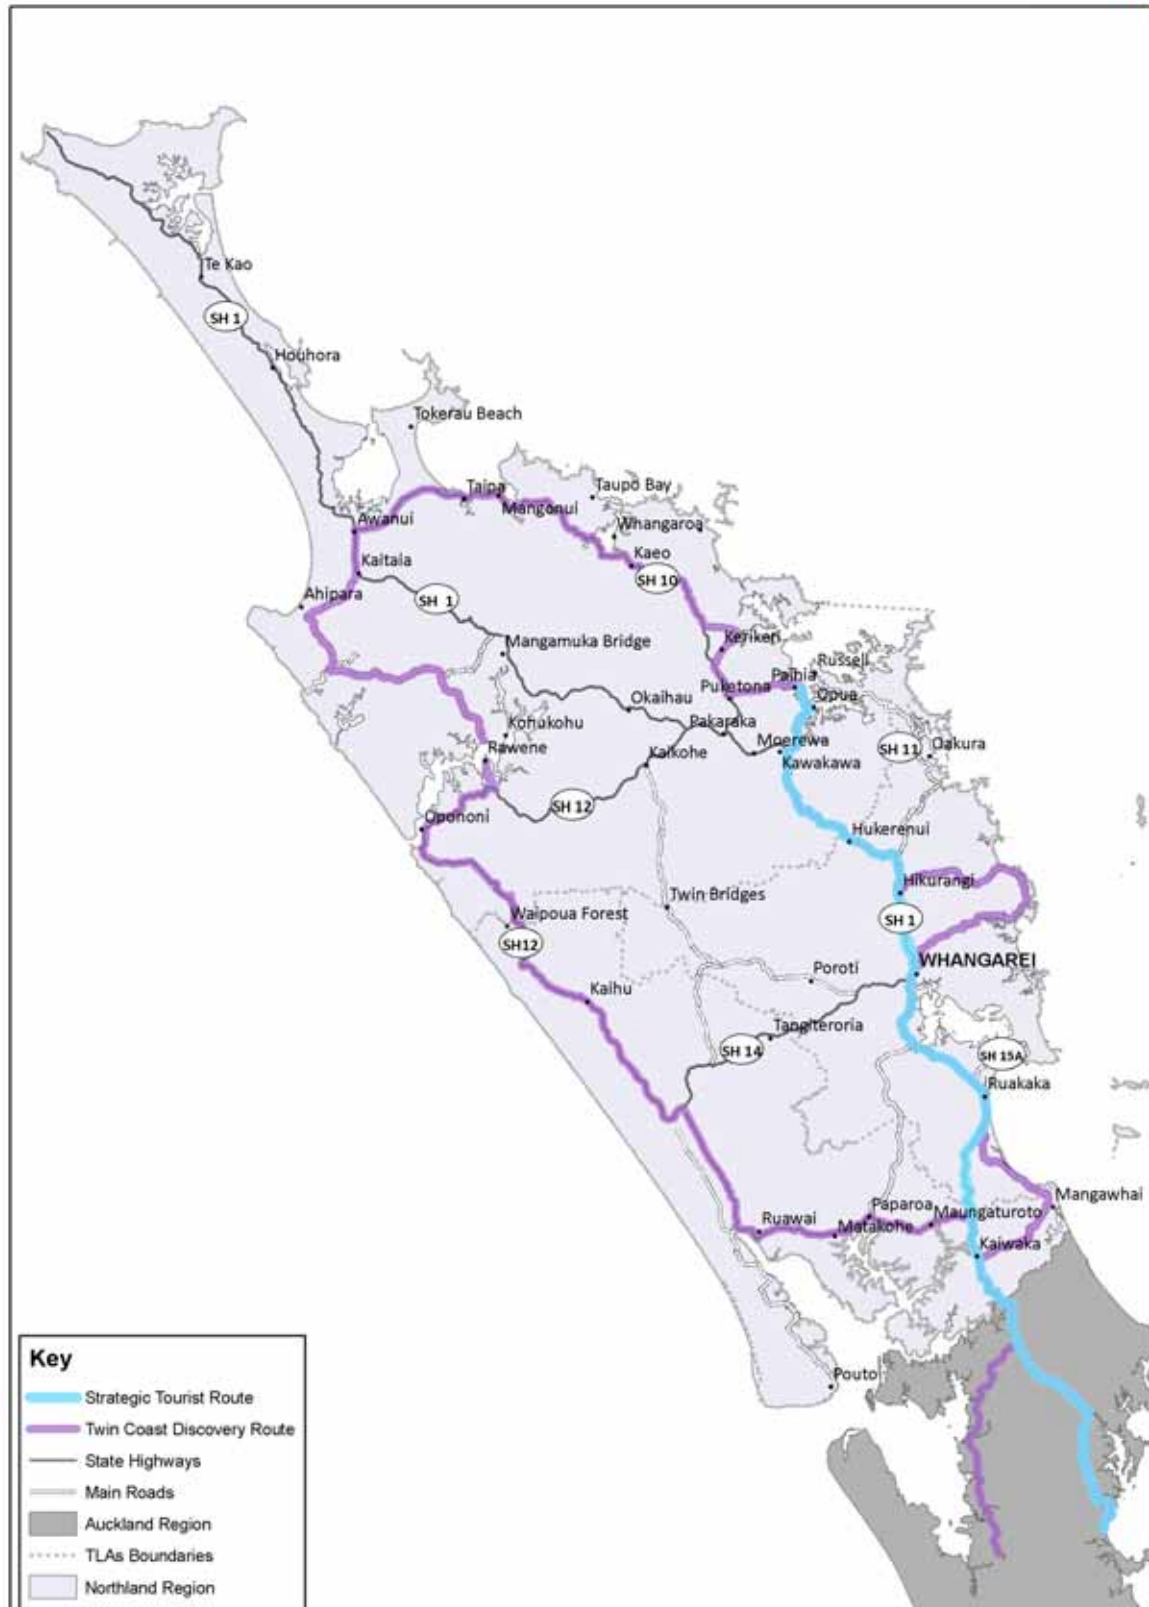 Te Kao
SH 1
Houhora
Tokerau Beach
Taipa
Taupo Bay
Mangonui
Awanui
Whangaroa
Kaeo
Kaitaia
SH 10
SH 1
Ahipara
Mangamuka Bridge
Kerikeri
Russell
Paihia
Puketona
Opua
Okaihau
Kohukohu
Pakaraka
Rawene
Kaikohe
Moerewa
SH 11
Oakura
Kawakawa
SH 12
Opononi
Hukerenui
Hikurangi
Twin Bridges
Waipoua Forest
SH 1
SH12
WHANGAREI
Poroti
Kaihu
Tangiteroria
SH 14
SH 15A
Ruakaka
Mangawhai
Paparoa
Maungaturoto
Ruawai
Matakohe
Kaiwaka
Pouto
Key
Strategic Tourist Route
Twin Coast Discovery Route
State Highways
Main Roads
Auckland Region
TLAs Boundaries
Northland Region